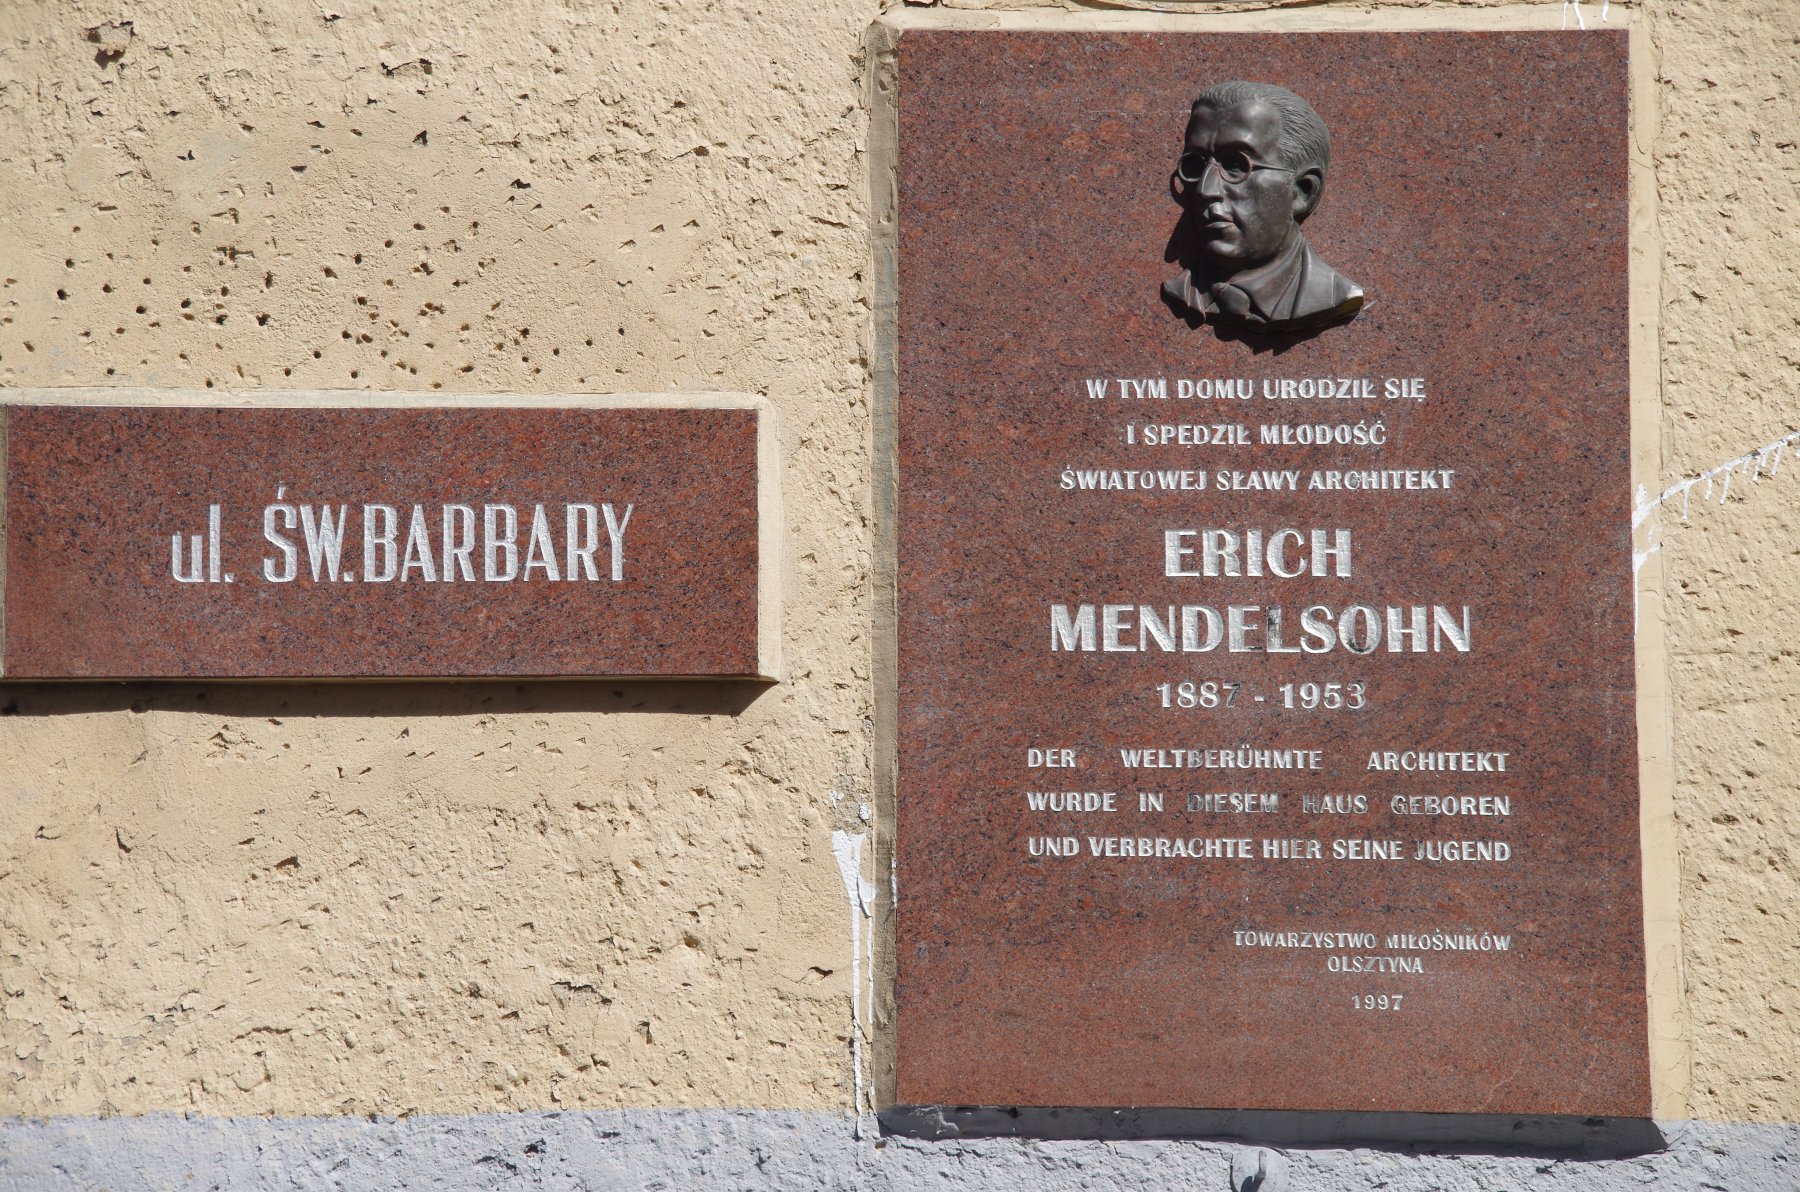 ul. ŚW. BARBARY
W TYM DOMU URODZIŁ SIĘ
I SPĘDZIŁ MŁODOŚĆ
ŚWIATOWEJ SŁAWY ARCHITEKT
ERICH
MENDELSOHN
1887 - 1953
DER WELTBERÜHMTE ARCHITEKT
WURDE IN DIESEM HAUS GEBOREN
UND VERBRACHTE HIER SEINE JUGEND
TOWARZYSTWO MIŁOŚNIKÓW
OLSZTYNA
1997